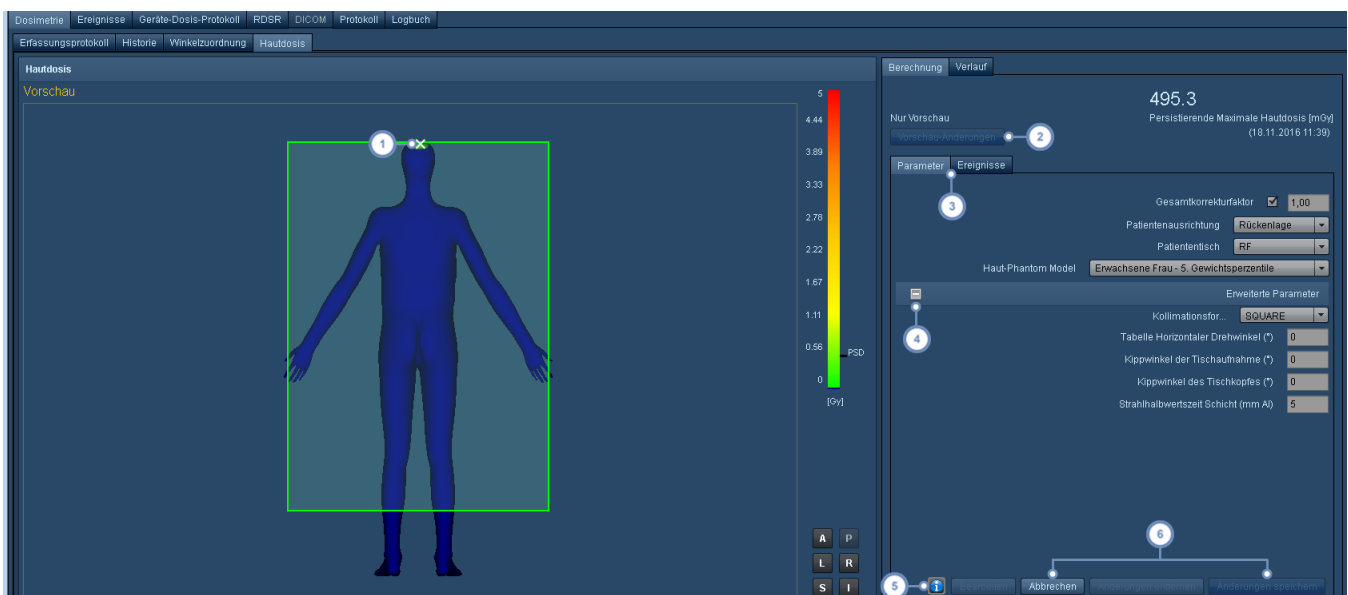 Dosimetrie Ereignisse Geräte-Dosis-Protokoll RDSR DICOM Protokoll Logbuch
Erfassungsprotokoll Historie Winkelzuordnung Hautdosis
Hautdosis
Vorschau
1
5
4.44
3.89
3.33
2.78
2.22
1.67
1.11
0.56
PSD
0
[Gy]
A P
L R
S I
Berechnung Verlauf
495.3
Nur Vorschau
Persistierende Maximale Hautdosis [mGy]
Vorschau-Änderungen
2
(18.11.2016 11:39)
Parameter Ereignisse
3
Gesamtkorrekturfaktor 1,00
Patientenausrichtung Rückenlage
Patiententisch RF
Haut-Phantom Model Erwachsene Frau - 5. Gewichtsperzentile
Erweiterte Parameter
4
Kollimationsfor... SQUARE
Tabelle Horizontaler Drehwinkel (°) 0
Kippwinkel der Tischaufnahme (°) 0
Kippwinkel des Tischkopfes (°) 0
Strahlhalbwertszeit Schicht (mm Al) 5
6
5
Abbrechen
Änderungen speichern